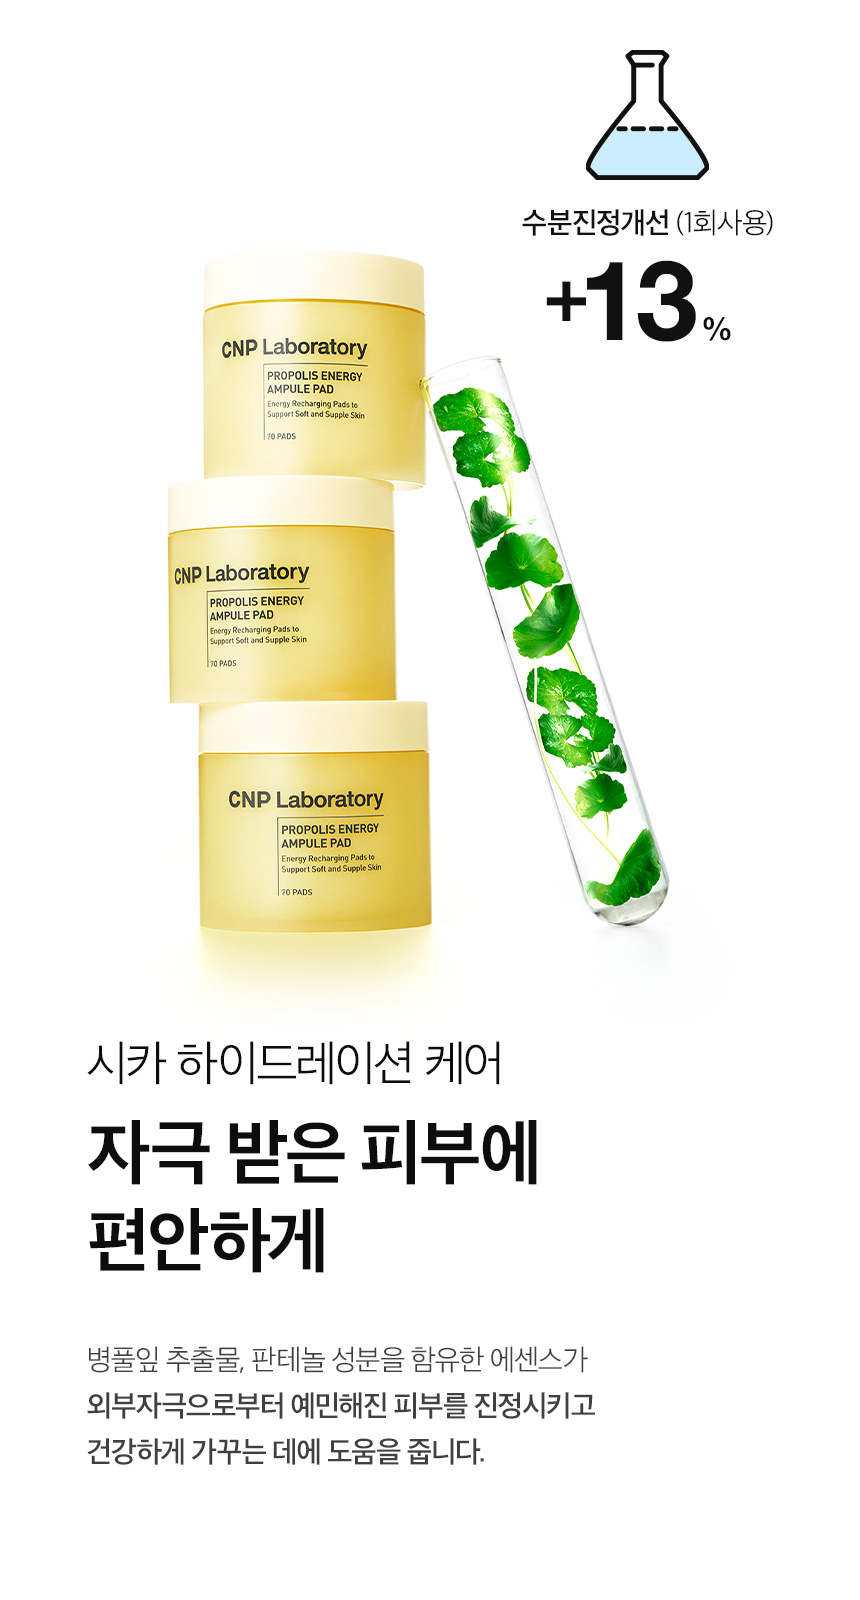 수분진정개선 (1회사용)
+13%
CNP Laboratory
PROPOLIS ENERGY
AMPULE PAD
Energy Recharging Pads to
Support Soft and Supple Skin
70 PADS
CNP Laboratory
PROPOLIS ENERGY
AMPULE PAD
Energy Recharging Pads to
Support Soft and Supple Skin
70 PADS
CNP Laboratory
PROPOLIS ENERGY
AMPULE PAD
Energy Recharging Pads to
Support Soft and Supple Skin
70 PADS
시카 하이드레이션 케어
자극 받은 피부에
편안하게
병풀잎 추출물, 판테놀 성분을 함유한 에센스가
외부자극으로부터 예민해진 피부를 진정시키고
건강하게 가꾸는 데에 도움을 줍니다.